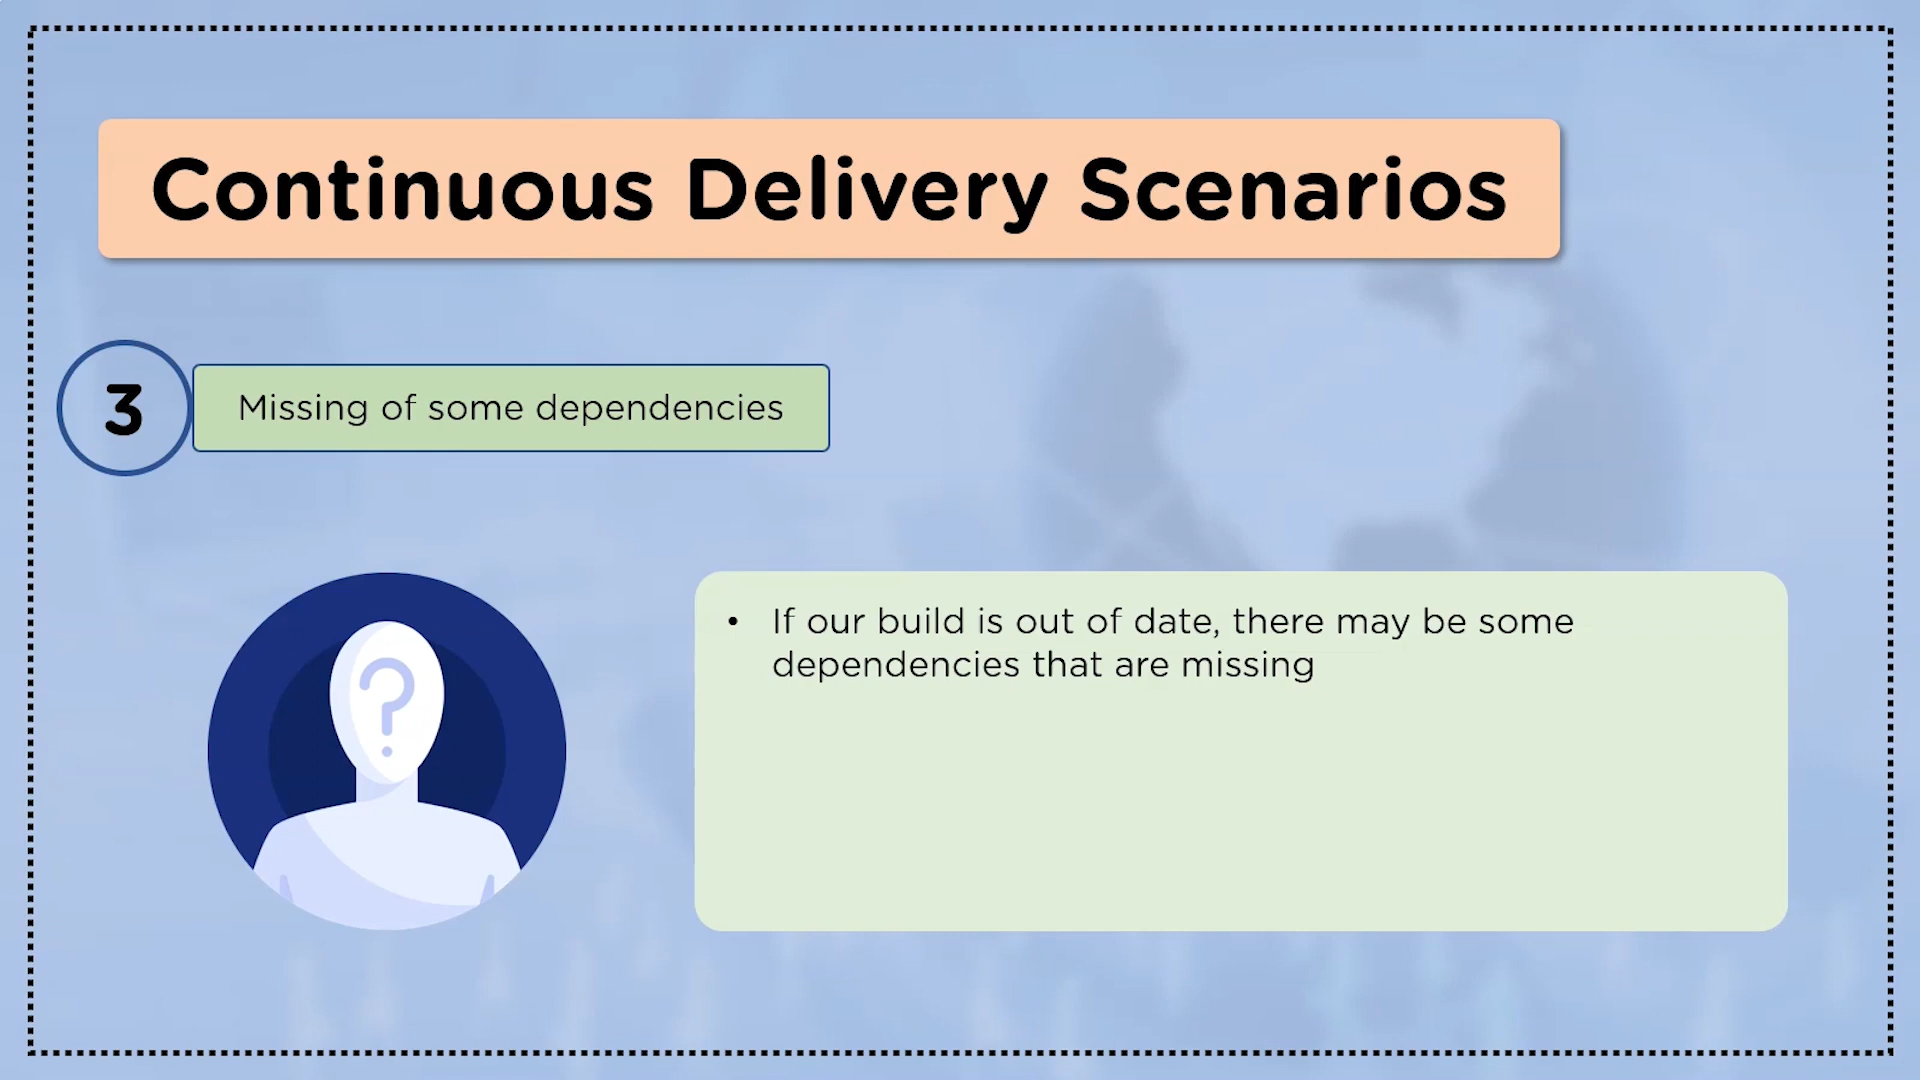 Continuous Delivery Scenarios
3
Missing of some dependencies
?
• If our build is out of date, there may be some
dependencies that are missing